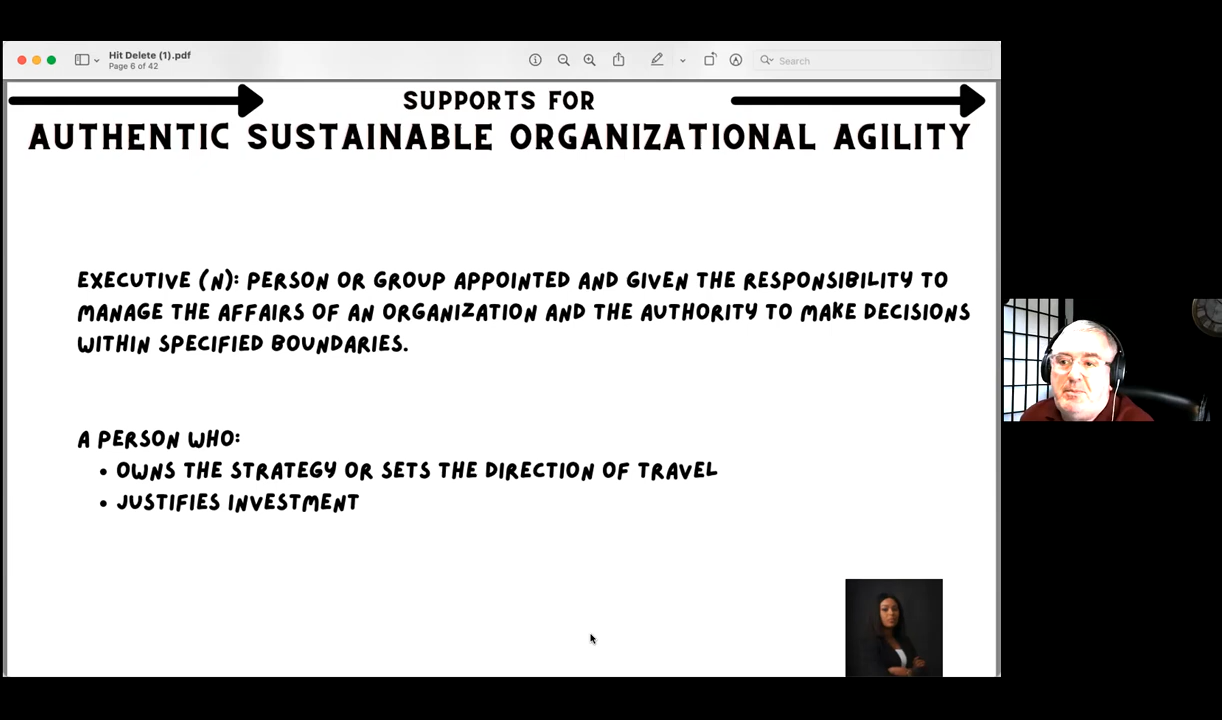 Hit Delete (1).pdf
Page 6 of 42
Search
SUPPORTS FOR
AUTHENTIC SUSTAINABLE ORGANIZATIONAL AGILITY
EXECUTIVE (N): PERSON OR GROUP APPOINTED AND GIVEN THE RESPONSIBILITY TO
MANAGE THE AFFAIRS OF AN ORGANIZATION AND THE AUTHORITY TO MAKE DECISIONS
WITHIN SPECIFIED BOUNDARIES.
A PERSON WHO:
• OWNS THE STRATEGY OR SETS THE DIRECTION OF TRAVEL
• JUSTIFIES INVESTMENT